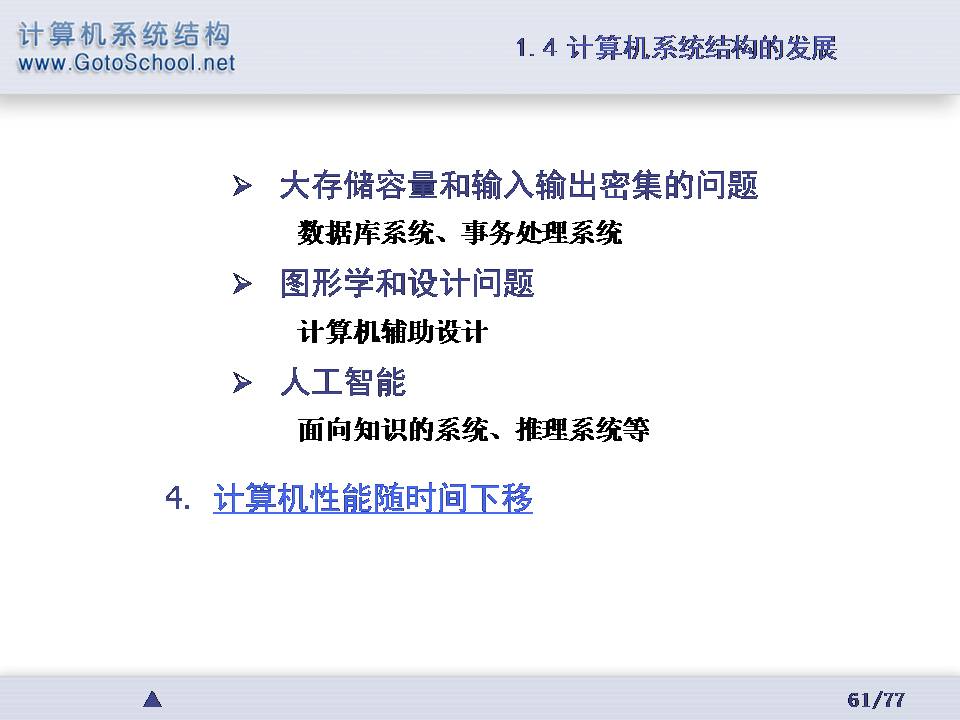 计算机系统结构
www.GotoSchool.net
1.4 计算机系统结构的发展
➢ 大存储容量和输入输出密集的问题
数据库系统、事务处理系统
➢ 图形学和设计问题
计算机辅助设计
➢ 人工智能
面向知识的系统、推理系统等
4. 计算机性能随时间下移
61/77